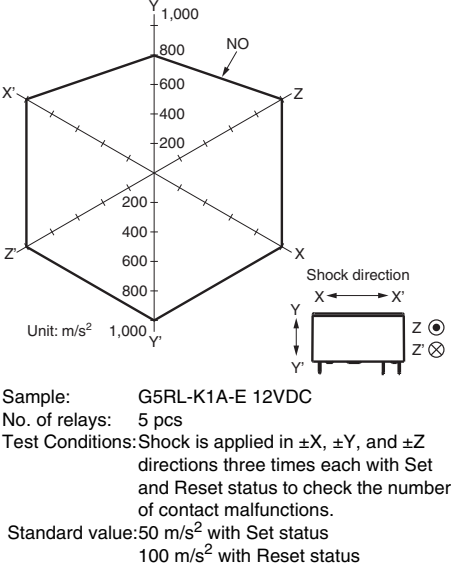 Y
1,000
800
NO
600
X'
Z
400
200
200
400
Z'
X
600
800
Unit: m/s²
1,000
Y'
Shock direction
X
X'
Y
Z
Y'
Z'
Sample: G5RL-K1A-E 12VDC
No. of relays: 5 pcs
Test Conditions:Shock is applied in ±X, ±Y, and ±Z
directions three times each with Set
and Reset status to check the number
of contact malfunctions.
Standard value:50 m/s² with Set status
100 m/s² with Reset status